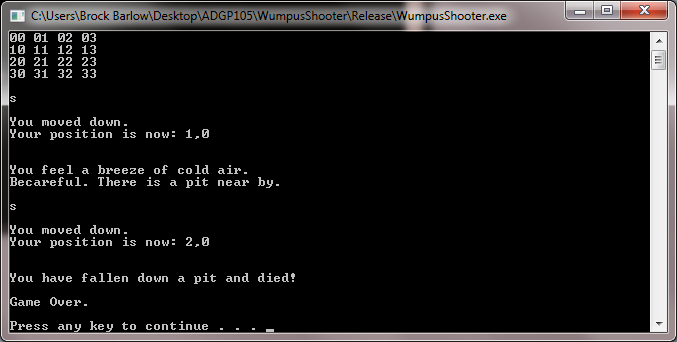 C:\Users\Brock Barlow\Desktop\ADGP105\WumpusShooter\Release\WumpusShooter.exe
00 01 02 03
10 11 12 13
20 21 22 23
30 31 32 33
s
You moved down.
Your position is now: 1,0
You feel a breeze of cold air.
Becareful. There is a pit near by.
s
You moved down.
Your position is now: 2,0
You have fallen down a pit and died!
Game Over.
Press any key to continue . . . _